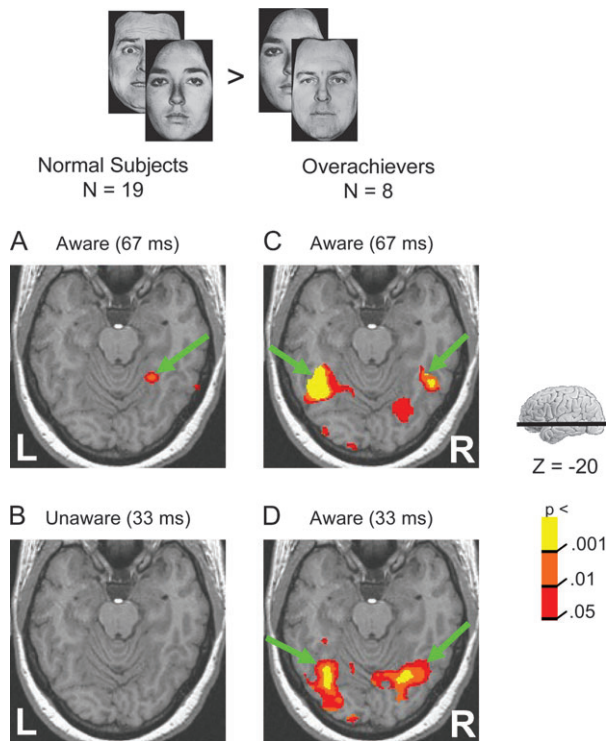 >
Normal Subjects
N = 19
Overachievers
N = 8
A Aware (67 ms)
C Aware (67 ms)
L
R
Z = -20
B Unaware (33 ms)
D Aware (33 ms)
L
R
p <
.001
.01
.05